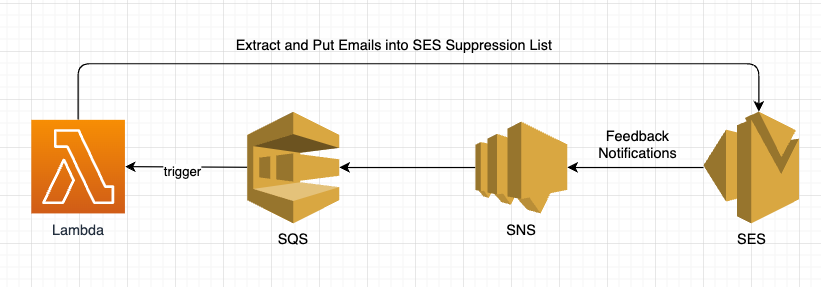 Extract and Put Emails into SES Suppression List
Feedback
Notifications
trigger
Lambda
SQS
SNS
SES